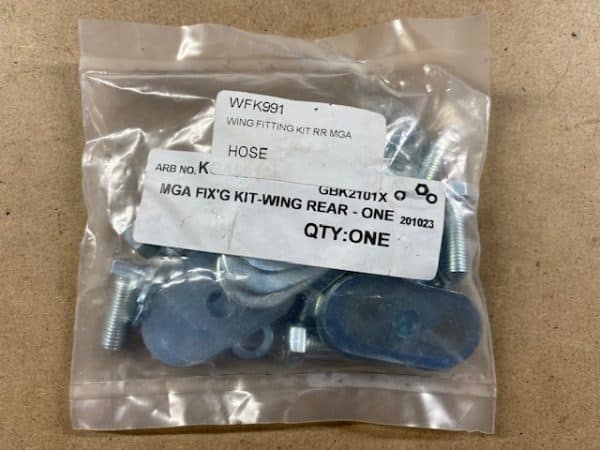 WFK991
WING FITTING KIT RR MGA
HOSE
ARB NO.
GBK2101X
MGA FIX'G KIT-WING REAR - ONE 201023
QTY:ONE